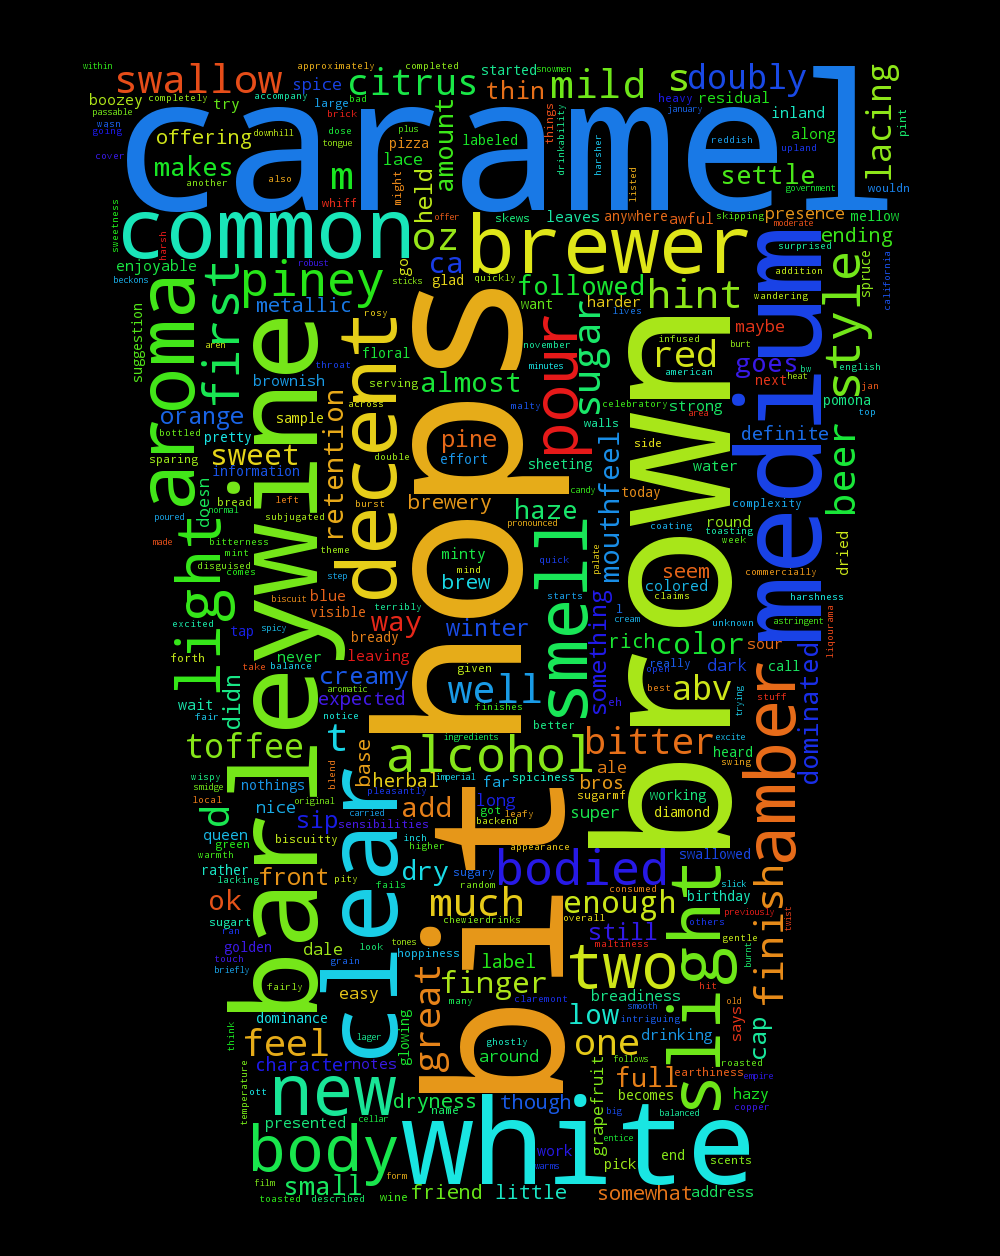 within
approximately
completed
snowmen
swallow
spice
citrus
started
thin
mild
s
doubly
lacing
boozey
completely
try
accompany
large
bad
heavy
residual
passable
brick
january
inland
pint
wasn
going
offering
downhill
dose
tongue
plus
pizza
amount
labeled
things
drinkability
harsher
reddish
along
anywhere
caramel
cover
makes
another
also
m
lace
might
listed
settle
upland
government
wouldn
whiff
held
offer
skews
leaves
awful
skipping
presence
moderate
mellow
sweetness
harsh
common
oz
brewer
ending
surprised
enjoyable
beckons
robust
go
ca
glad
sticks
quickly
followed
hint
addition
wandering
spruce
california
piney
first
metallic
rosy
want
harder
lives
sugar
infused
medium
style
suggestion
aroma
aren
floral
throat
november
minutes
pour
red
burt
maybe
goes
bw
english
brownish
serving
almost
american
next
heat
jan
orange
sample
across
malty
celebratory
strong
area
pomona
top
bottled
pretty
retention
decent
hops
pine
walls
side
definite
sparing
sweet
double
effort
sheeting
water
beer
information
bread
left
burst
candy
mouthfeel
today
complexity
doesn
normal
brewery
haze
coating
round
toasting
week
poured
subjugated
pronounced
made
bitterness
mint
theme
minty
mind
smell
palate
brown
dried
disguised
comes
step
brew
quick
seem
colored
claims
commercially
light
biscuit
blue
visible
terribly
starts
harshness
excited
tap
spicy
way
winter
something
l
cream
unknown
astringent
liqourama
barleywine
bready
rich
color
sour
forth
never
leaving
take
balance
creamy
given
really
open
dark
call
dominated
wait
didn
aromatic
expected
well
finishes
eh
best
abv
trying
stuff
fair
notice
t
better
toffee
ingredients
alcohol
bitter
excite
heard
swing
amber
base
herbal
imperial
far
spiciness
ale
bros
wispy
smidge
nothings
blend
pleasantly
sugarmf
working
local
original
carried
long
d
nice
sip
sensibilities
add
got
leafy
backend
super
diamond
queen
green
biscuitty
inch
higher
appearance
warmth
rather
clear
bodied
swallowed
lacking
front
pity
fails
dry
sugary
random
slick
birthday
ok
much
consumed
enough
sugart
chewierdrinks
overall
previously
twist
ran
golden
dale
look
tones
hoppiness
still
others
gentle
finish
touch
briefly
grain
label
maltiness
two
slight
burnt
fairly
easy
great
finger
breadiness
hit
old
many
claremont
smooth
dominance
lager
glowing
low
intriguing
says
cap
think
feel
ghostly
around
one
drinking
characternotes
follows
roasted
temperature
ott
pit
full
earthiness
empire
new
dryness
though
becomes
hazy
name
grapefruit
big
balanced
copper
presented
cellar
body
white
work
entice
warms
pick
end
scents
film
small
form
toasted
described
wine
friend
little
somewhat
address